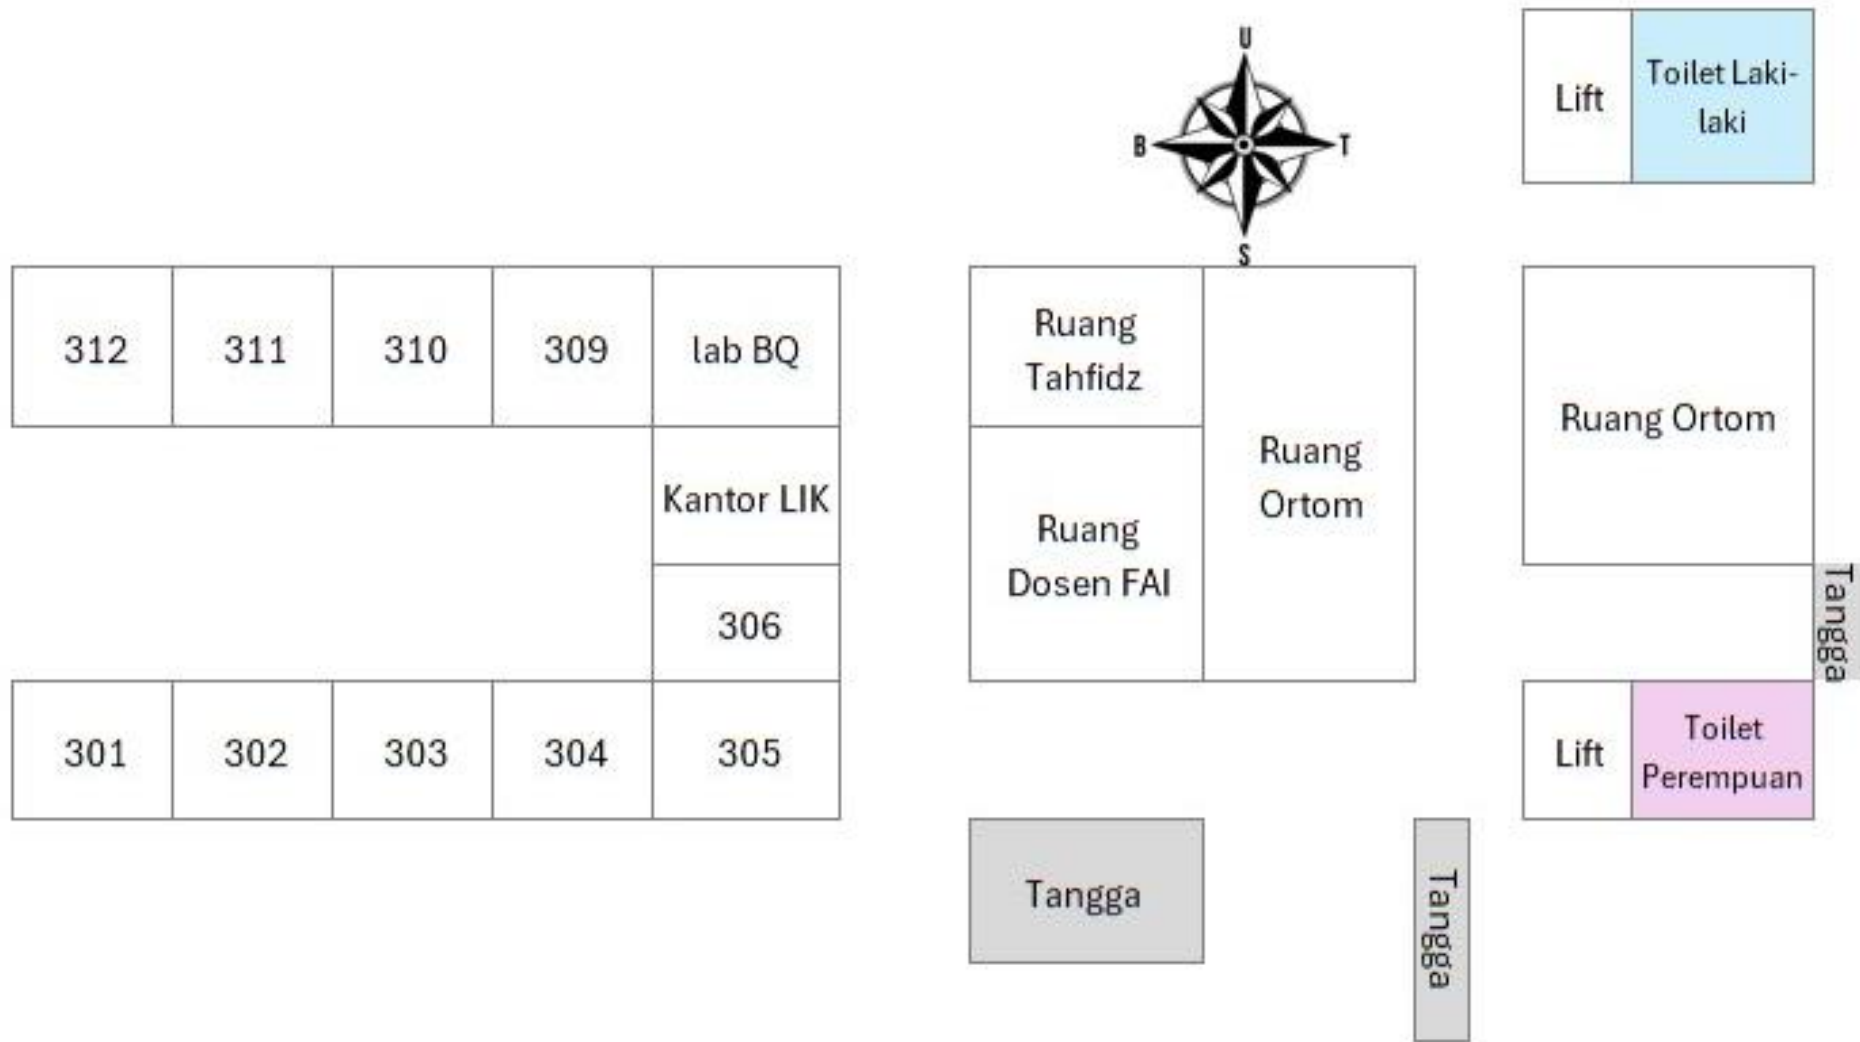 U
B
T
S
Lift
Toilet Laki-
laki
312
311
310
309
lab BQ
Ruang
Tahfidz
Ruang
Ortom
Ruang Ortom
Kantor LIK
Ruang
Dosen FAI
306
Tangga
301
302
303
304
305
Lift
Toilet
Perempuan
Tangga
Tangga